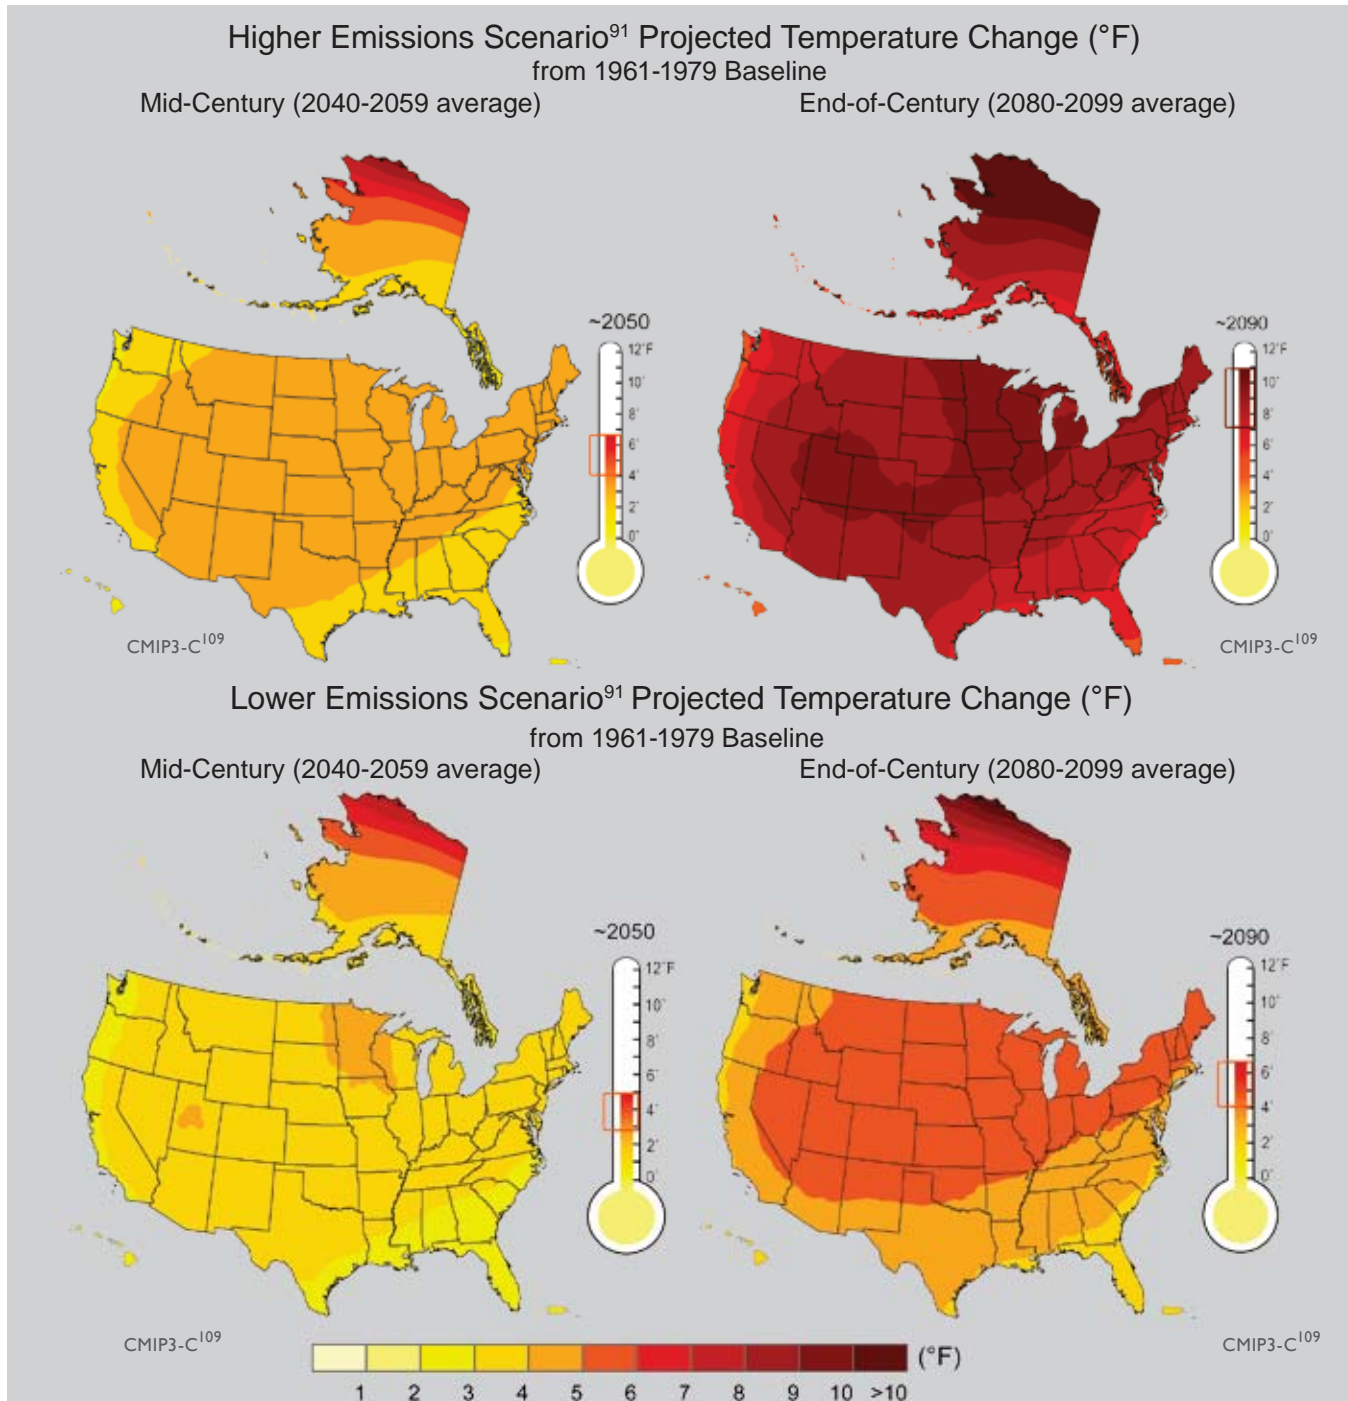 Higher Emissions Scenario91 Projected Temperature Change (°F)
from 1961-1979 Baseline
Mid-Century (2040-2059 average)
End-of-Century (2080-2099 average)
~2050
12°F
10°
8°
6°
4°
2°
0°
~2090
12°F
10°
8°
6°
4°
2°
0°
CMIP3-C109
CMIP3-C109
Lower Emissions Scenario91 Projected Temperature Change (°F)
from 1961-1979 Baseline
Mid-Century (2040-2059 average)
End-of-Century (2080-2099 average)
~2050
12°F
10°
8°
6°
4°
2°
0°
~2090
12°F
10°
8°
6°
4°
2°
0°
CMIP3-C109
CMIP3-C109
(°F)
1 2 3 4 5 6 7 8 9 10 >10